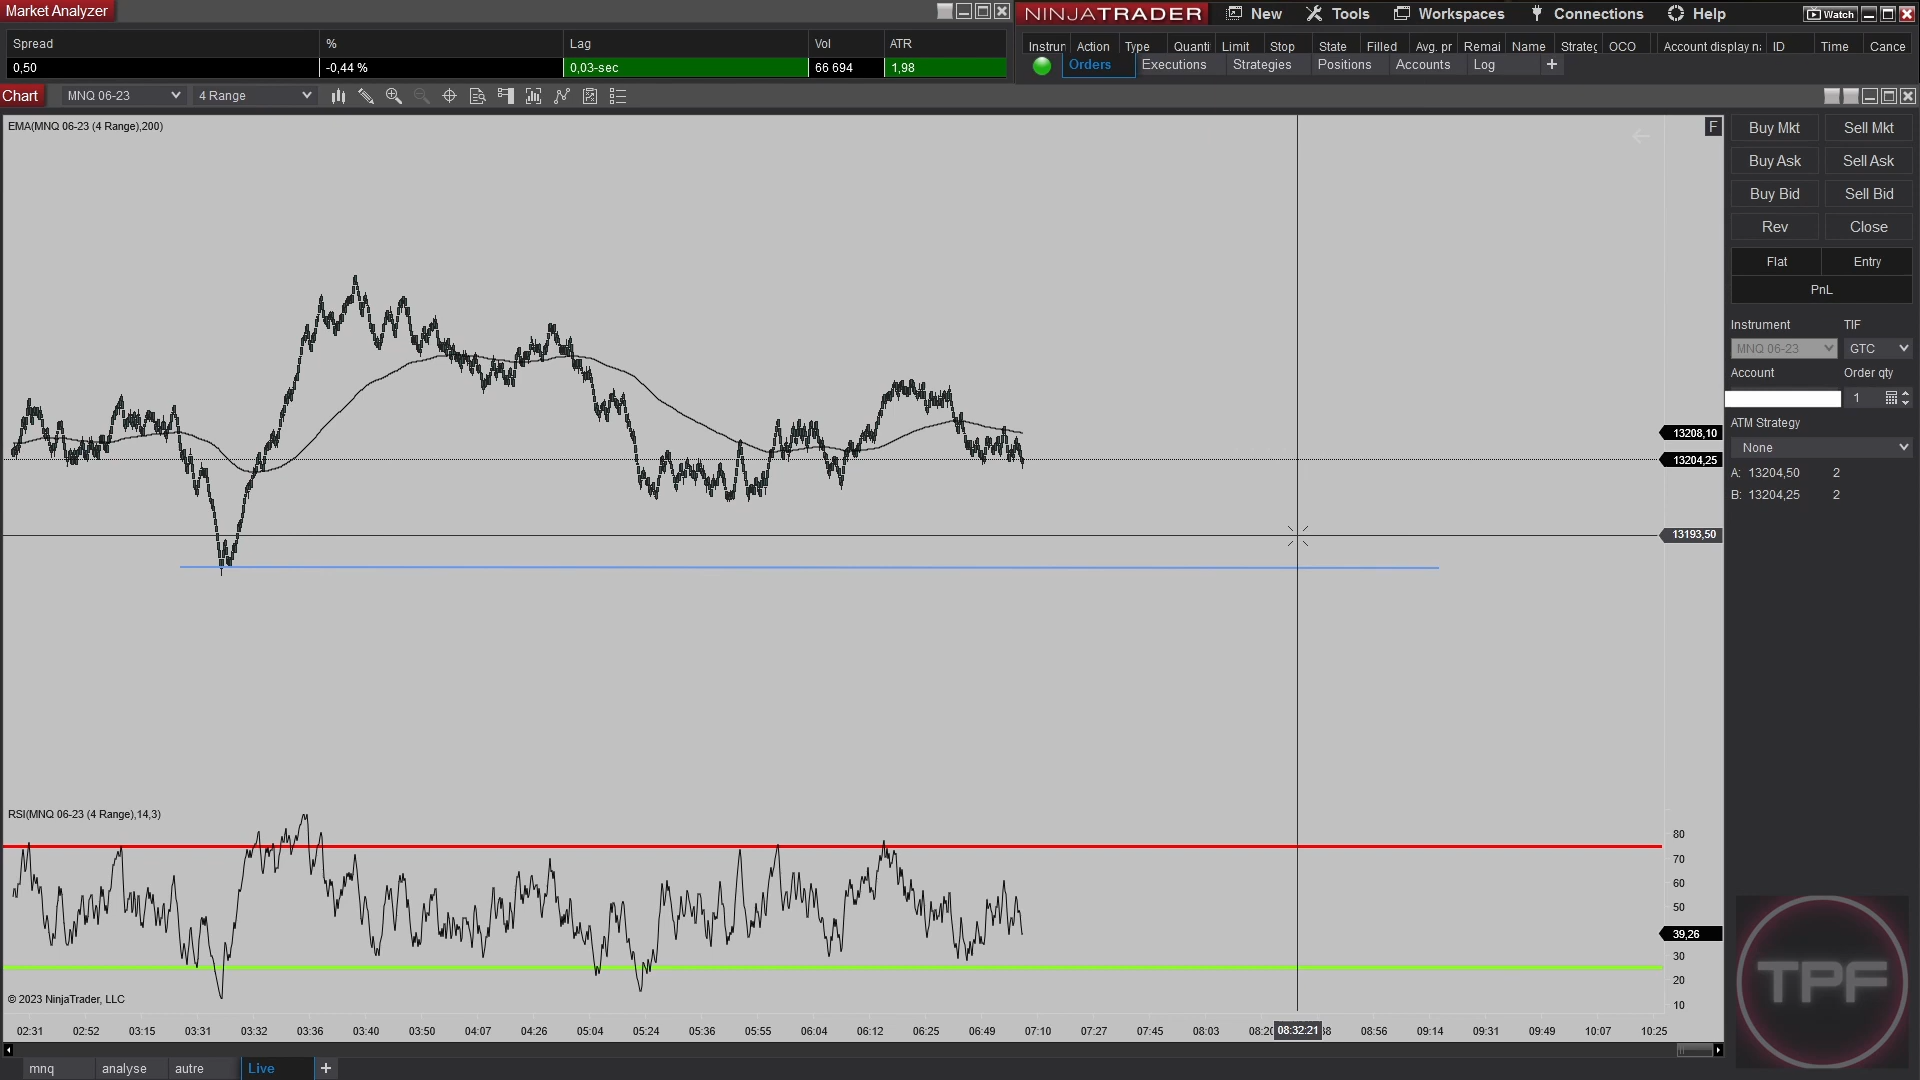 Market Analyzer
NINJATRADER New Tools Workspaces Connections Help Watch
Spread % Lag Vol ATR
0,50 -0,44 % 0,03-sec 66 694 1,98
Instrun Action Type Quanti Limit Stop State Filled Avg. pr Remai Name Strateg OCO Account display na ID Time Cance
Orders Executions Strategies Positions Accounts Log +
Chart MNQ 06-23 4 Range
EMA(MNQ 06-23 (4 Range),200)
F
Buy Mkt Sell Mkt
Buy Ask Sell Ask
Buy Bid Sell Bid
Rev Close
Flat Entry
PnL
Instrument TIF
MNQ 06-23 GTC
Account Order qty
1
ATM Strategy
None
A: 13204,50 2
B: 13204,25 2
13208,10
13204,25
13193,50
RSI(MNQ 06-23 (4 Range),14,3)
80
70
60
50
39,26
30
20
10
TPF
© 2023 NinjaTrader, LLC
02:31 02:52 03:15 03:31 03:32 03:36 03:40 03:50 04:07 04:26 05:04 05:24 05:36 05:55 06:04 06:12 06:25 06:49 07:10 07:27 07:45 08:03 08:20 08:32:21 38 08:56 09:14 09:31 09:49 10:07 10:25
mnq analyse autre Live +